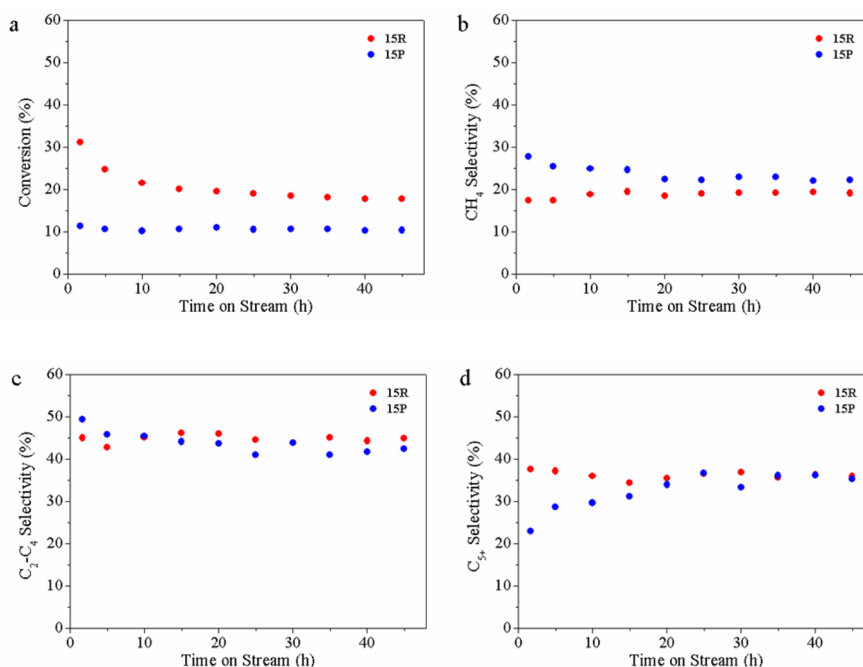 a
15R
15P
60
50
40
30
20
10
0
Conversion (%)
0 10 20 30 40
Time on Stream (h)
b
15R
15P
60
50
40
30
20
10
0
CH₄ Selectivity (%)
0 10 20 30 40
Time on Stream (h)
c
15R
15P
60
50
40
30
20
10
0
C₂-C₄ Selectivity (%)
0 10 20 30 40
Time on Stream (h)
d
15R
15P
60
50
40
30
20
10
0
C₅₊ Selectivity (%)
0 10 20 30 40
Time on Stream (h)